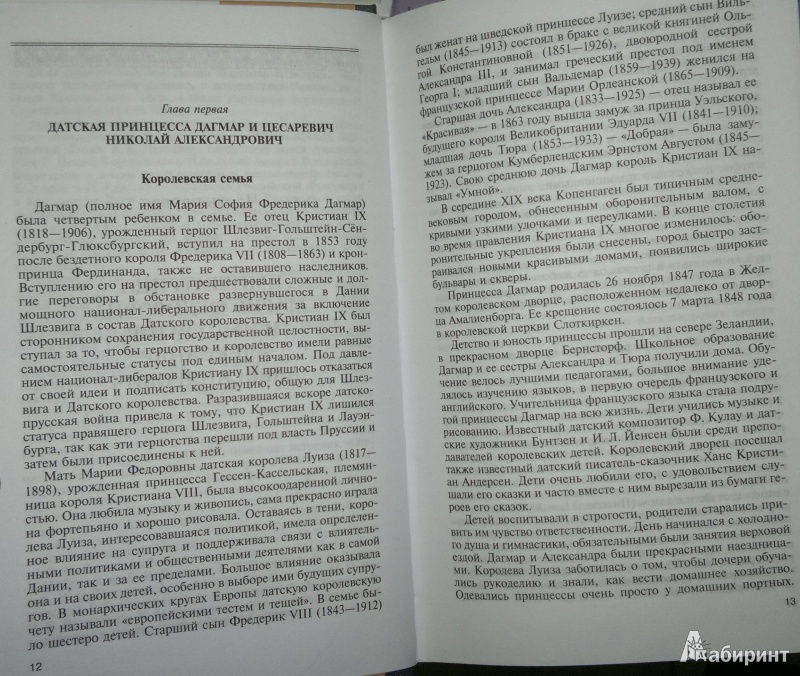 Глава первая
ДАТСКАЯ ПРИНЦЕССА ДАГМАР И ЦЕСАРЕВИЧ
НИКОЛАЙ АЛЕКСАНДРОВИЧ
Королевская семья
Дагмар (полное имя Мария София Фредерика Дагмар)
была четвертым ребенком в семье. Ее отец Кристиан IX
(1818—1906), урожденный герцог Шлезвиг-Гольштейн-Сён-
дербург-Глюксбургский, вступил на престол в 1853 году
после бездетного короля Фредерика VII (1808—1863) и крон-
принца Фердинанда, также не оставившего наследников.
Вступлению его на престол предшествовали сложные и дол-
гие переговоры в обстановке развернувшегося в Дании
мощного национал-либерального движения за включение
Шлезвига в состав Датского королевства. Кристиан IX был
сторонником сохранения государственной целостности, вы-
ступал за то, чтобы герцогство и королевство имели равные
самостоятельные статусы под единым началом. Под давле-
нием национал-либералов Кристиану IX пришлось отказаться
от своей идеи и подписать конституцию, общую для Шлез-
вига и Датского королевства. Разразившаяся вскоре датско-
прусская война привела к тому, что Кристиан IX лишился
статуса правящего герцога Шлезвига, Гольштейна и Лауэн-
бурга, так как эти герцогства перешли под власть Пруссии и
затем были присоединены к ней.
Мать Марии Федоровны датская королева Луиза (1817—
1898), урожденная принцесса Гессен-Кассельская, племян-
ница короля Кристиана VIII, была высокоодаренной лично-
стью. Она любила музыку и живопись, сама прекрасно играла
на фортепьяно и хорошо рисовала. Оставаясь в тени, коро-
лева Луиза, интересовавшаяся политикой, имела определен-
ное влияние на супруга и поддерживала связи с влиятель-
ными политиками и общественными деятелями как в самой
Дании, так и за ее пределами. Большое влияние оказывала
она и на своих детей, особенно в выборе ими будущих супру-
гов. В монархических кругах Европы датскую королевскую
чету называли «европейскими тестем и тещей». В семье бы-
ло шестеро детей. Старший сын Фредерик VIII (1843—1912)
12
был женат на шведской принцессе Луизе; средний сын Виль-
гельм (1845—1913) состоял в браке с великой княгиней Оль-
гой Константиновной (1851—1926), двоюродной сестрой
Александра III, и занимал греческий престол под именем
Георга I; младший сын Вальдемар (1859—1939) женился на
французской принцессе Марии Орлеанской (1865—1909).
Старшая дочь Александра (1833—1925) — отец называл ее
«Красивая» — в 1863 году вышла замуж за принца Уэльского,
будущего короля Великобритании Эдуарда VII (1841—1910);
младшая дочь Тюра (1853—1933) — «Добрая» — была заму-
жем за герцогом Кумберлендским Эрнстом Августом (1845—
1923). Свою среднюю дочь Дагмар король Кристиан IX на-
зывал «Умной».
В середине XIX века Копенгаген был типичным средне-
вековым городом, обнесенным оборонительным валом, с
кривыми узкими улочками и переулками. В конце столетия
во время правления Кристиана IX многое изменилось: обо-
ронительные укрепления были снесены, город быстро заст-
раивался новыми красивыми домами, появились широкие
бульвары и скверы.
Принцесса Дагмар родилась 26 ноября 1847 года в Жел-
том королевском дворце, расположенном недалеко от двор-
ца Амалиенборга. Ее крещение состоялось 7 марта 1848 года
в королевской церкви Слоткиркен.
Детство и юность принцессы прошли на севере Зеландии,
в прекрасном дворце Бернсторф. Школьное образование
Дагмар и ее сестры Александра и Тюра получили дома. Обу-
чение велось лучшими педагогами, большое внимание уде-
лялось изучению языков, в первую очередь французского и
английского. Учительница французского языка стала подру-
гой принцессы Дагмар на всю жизнь. Дети учились музыке и
рисованию. Известный датский композитор Ф. Кулау и дат-
ские художники Бунтзен и И. Л. Йенсен были среди препо-
давателей королевских детей. Королевский дворец посещал
также известный датский писатель-сказочник Ханс Кристи-
ан Андерсен. Дети очень любили его, с удовольствием слу-
шали его сказки и часто вместе с ним вырезали из бумаги ге-
роев его сказок.
Детей воспитывали в строгости, родители старались при-
вить им чувство ответственности. День начинался с холодно-
го душа и гимнастики, обязательными были занятия верховой
ездой. Дагмар и Александра были прекрасными наездница-
ми. Королева Луиза заботилась о том, чтобы дочери обуча-
лись рукоделию и знали, как вести домашнее хозяйство.
Одевались принцессы очень просто у домашних портных.
13
Лабиринт